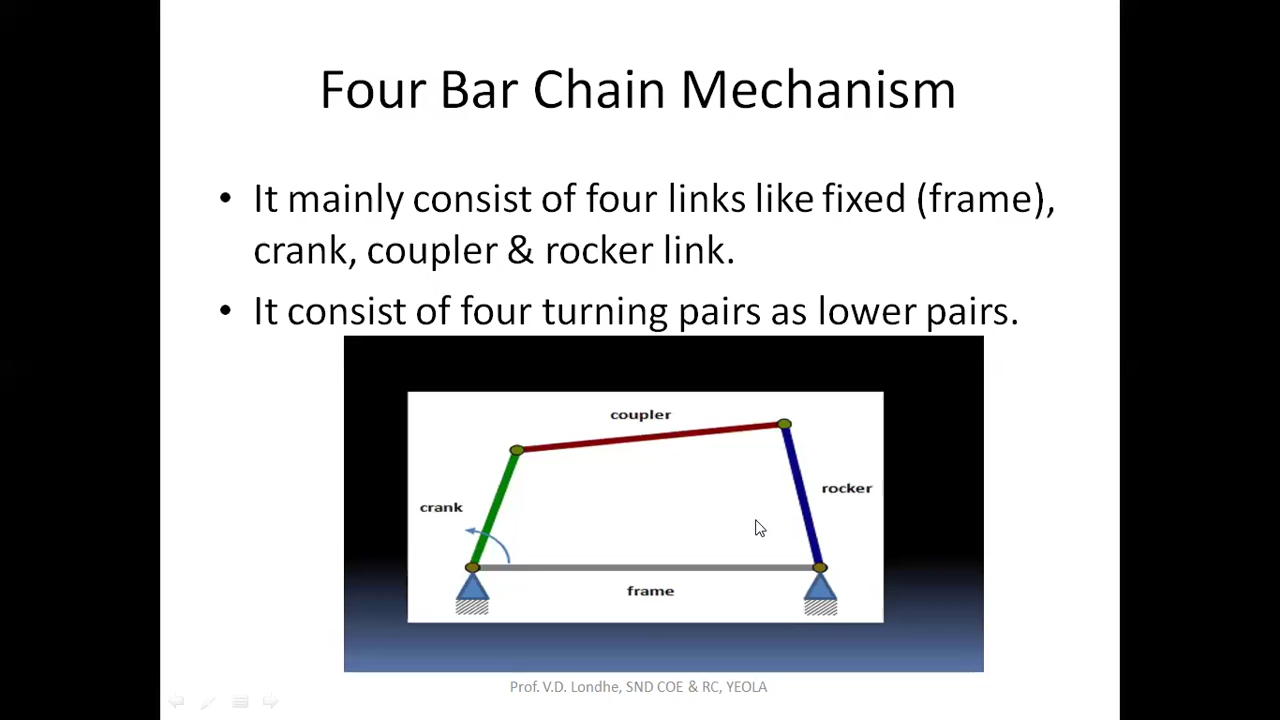 Four Bar Chain Mechanism
• It mainly consist of four links like fixed (frame),
crank, coupler & rocker link.
• It consist of four turning pairs as lower pairs.
coupler
rocker
crank
frame
Prof. V.D. Londhe, SND COE & RC, YEOLA